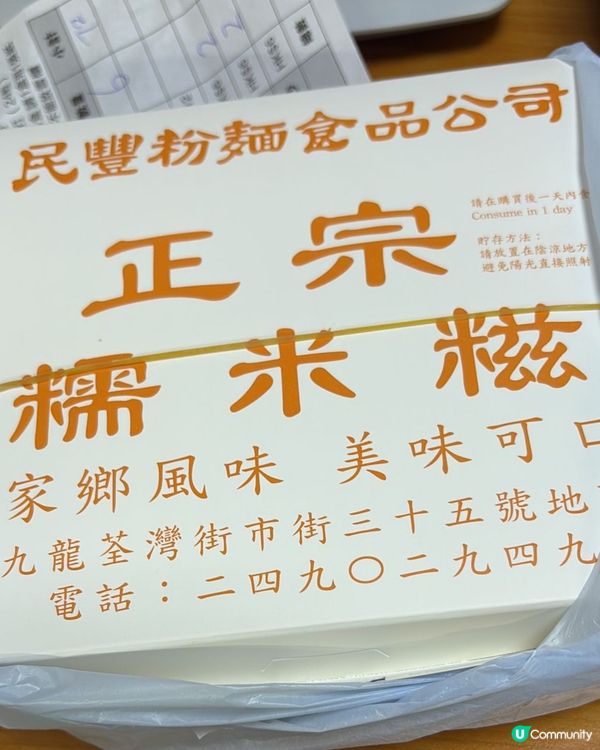 民豐粉麵食品公司
請在購買後一天內食
Consume in 1 day
貯存方法：
請放置在陰涼地方
避免陽光直接照射
正宗
糯米糍
家鄉風味 美味可口
九龍荃灣街市街三十五號地
電話：二四九〇二九四九
U Community